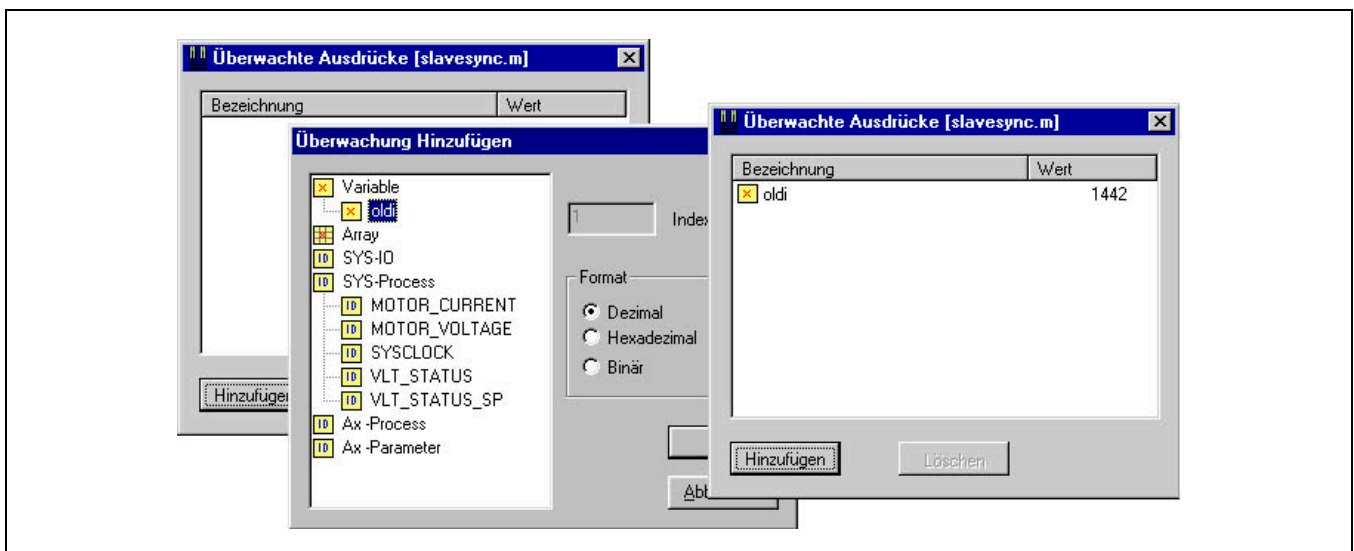 Überwachte Ausdrücke [slavesync.m]
Bezeichnung Wert
Hinzufügen
Überwachung Hinzufügen
Variable
oldi
Array
SYS-IO
SYS-Process
MOTOR_CURRENT
MOTOR_VOLTAGE
SYSCLOCK
VLT_STATUS
VLT_STATUS_SP
Ax -Process
Ax -Parameter
1 Index
Format
Dezimal
Hexadezimal
Binär
Überwachte Ausdrücke [slavesync.m]
Bezeichnung Wert
oldi 1442
Hinzufügen Löschen